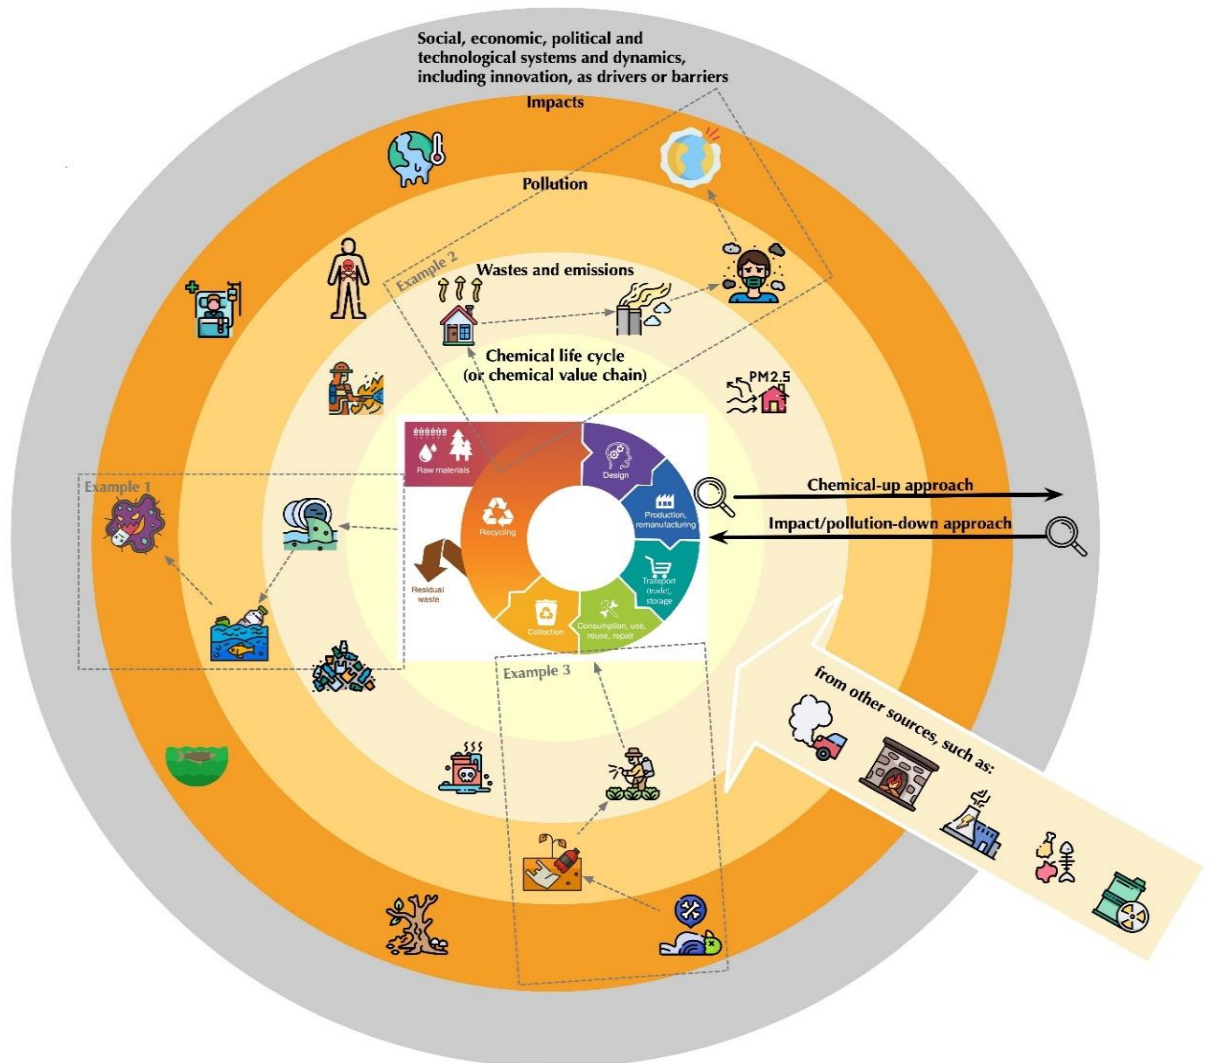 Social, economic, political and
technological systems and dynamics,
including innovation, as drivers or barriers
Impacts
Pollution
Example 2
Wastes and emissions
Chemical life cycle
(or chemical value chain)
PM2.5
Raw materials
Design
Production,
remanufacturing
Recycling
Transport
(trade),
storage
Residual
waste
Collection
Consumption, use,
reuse, repair
Chemical-up approach
Impact/pollution-down approach
Example 1
Example 3
from other sources, such as: